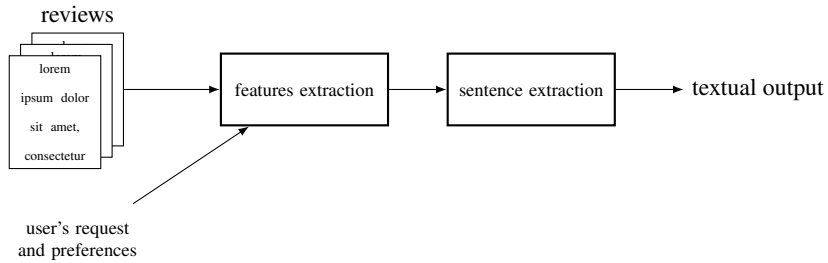 reviews
lorem
ipsum dolor
sit amet,
consectetur
features extraction
sentence extraction
textual output
user's request
and preferences